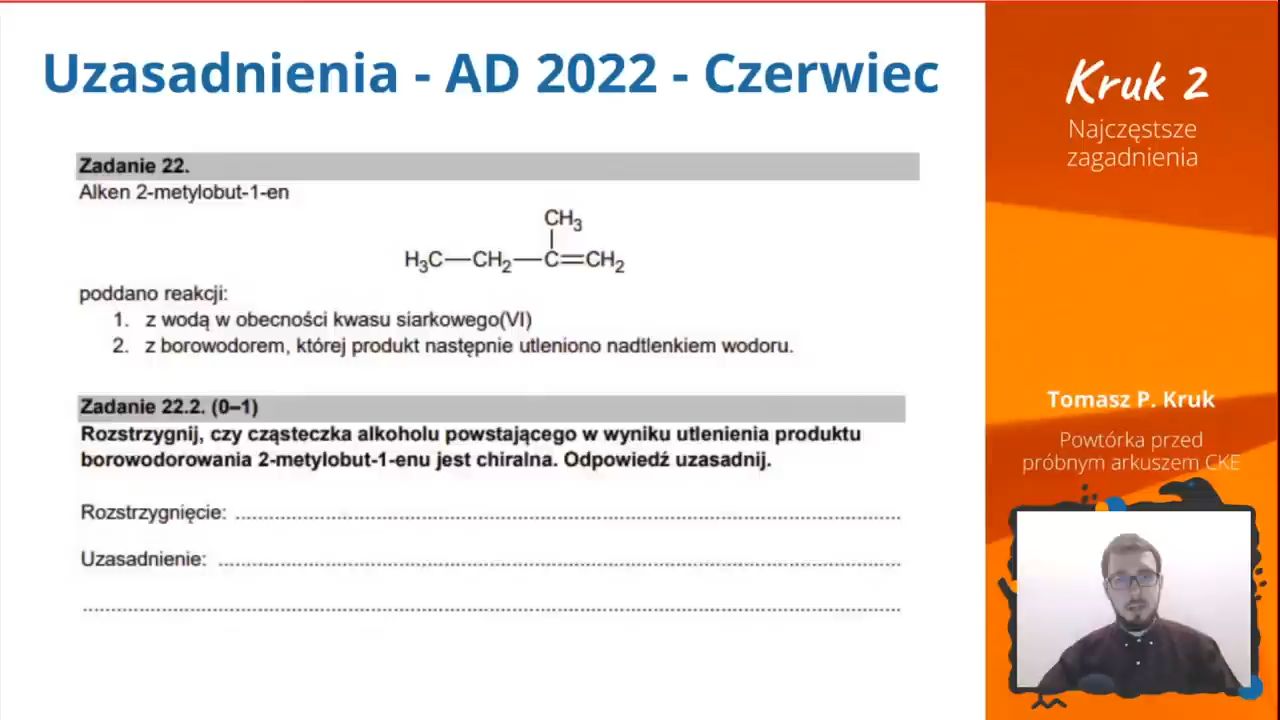 Uzasadnienia - AD 2022 - Czerwiec
Zadanie 22.
Alken 2-metylobut-1-en
CH3
H3C—CH2—C=CH2
poddano reakcji:
1. z wodą w obecności kwasu siarkowego(VI)
2. z borowodorem, której produkt następnie utleniono nadtlenkiem wodoru.
Zadanie 22.2. (0–1)
Rozstrzygnij, czy cząsteczka alkoholu powstającego w wyniku utlenienia produktu
borowodorowania 2-metylobut-1-enu jest chiralna. Odpowiedź uzasadnij.
Rozstrzygnięcie:
Uzasadnienie:
Kruk 2
Najczęstsze
zagadnienia
Tomasz P. Kruk
Powtórka przed
próbnym arkuszem CKE